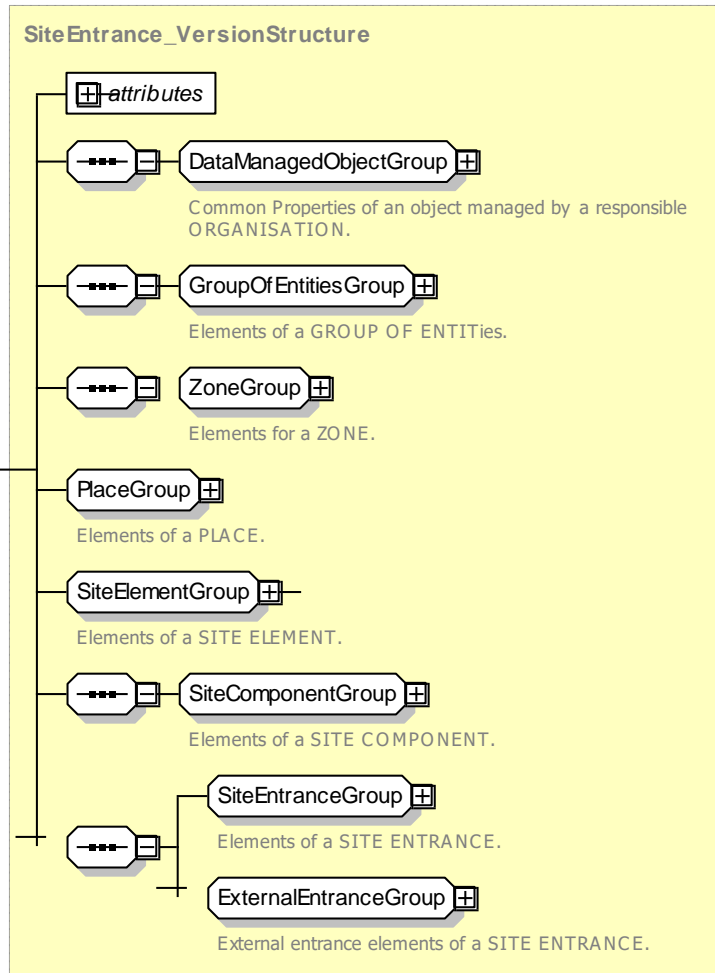 SiteEntrance_VersionStructure
attributes
DataManagedObjectGroup
Common Properties of an object managed by a responsible
ORGANISATION.
GroupOfEntitiesGroup
Elements of a GROUP OF ENTITies.
ZoneGroup
Elements for a ZONE.
PlaceGroup
Elements of a PLACE.
SiteElementGroup
Elements of a SITE ELEMENT.
SiteComponentGroup
Elements of a SITE COMPONENT.
SiteEntranceGroup
Elements of a SITE ENTRANCE.
ExternalEntranceGroup
External entrance elements of a SITE ENTRANCE.